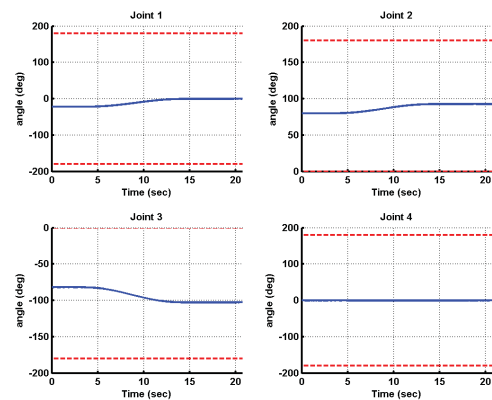 Joint 1
200
100
0
-100
-200
angle (deg)
0 5 10 15 20
Time (sec)
Joint 2
200
150
100
50
0
angle (deg)
0 5 10 15 20
Time (sec)
Joint 3
0
-50
-100
-150
-200
angle (deg)
0 5 10 15 20
Time (sec)
Joint 4
200
100
0
-100
-200
angle (deg)
0 5 10 15 20
Time (sec)